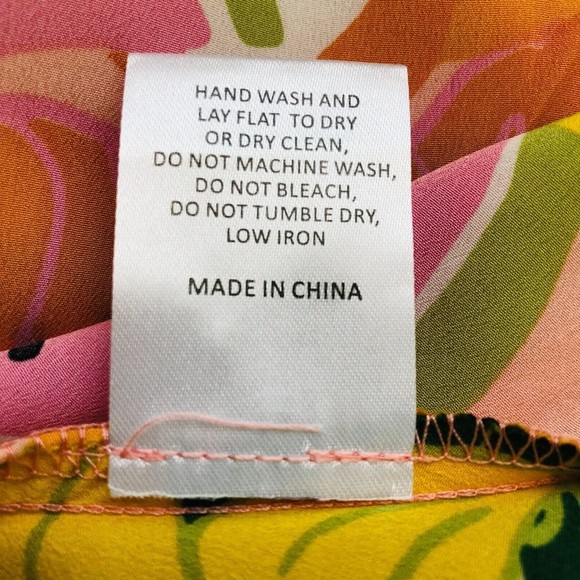 HAND WASH AND
LAY FLAT TO DRY
OR DRY CLEAN,
DO NOT MACHINE WASH,
DO NOT BLEACH,
DO NOT TUMBLE DRY,
LOW IRON
MADE IN CHINA